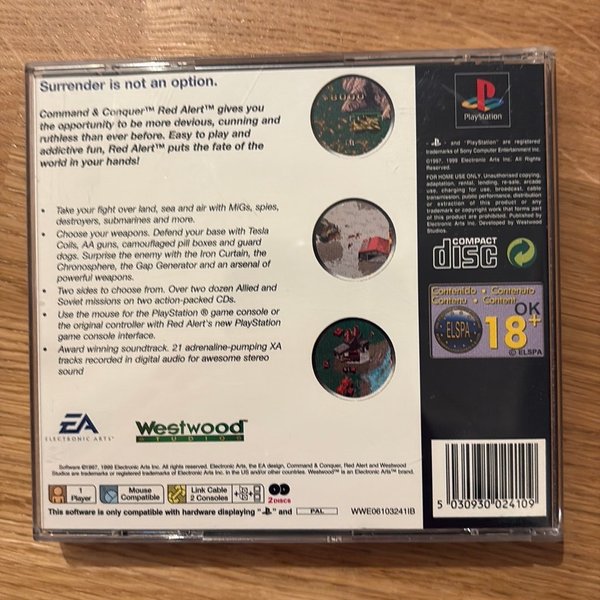 Surrender is not an option.
Command & Conquer™ Red Alert™ gives you
the opportunity to be more devious, cunning and
ruthless than ever before. Easy to play and
addictive fun, Red Alert™ puts the fate of the
world in your hands!
• Take your fight over land, sea and air with MiGs, spies,
destroyers, submarines and more.
• Choose your weapons. Defend your base with Tesla
Coils, AA guns, camouflaged pill boxes and guard
dogs. Surprise the enemy with the Iron Curtain, the
Chronosphere, the Gap Generator and an arsenal of
powerful weapons.
• Two sides to choose from. Over two dozen Allied and
Soviet missions on two action-packed CDs.
• Use the mouse for the PlayStation ® game console or
the original controller with Red Alert's new PlayStation
game console interface.
• Award winning soundtrack. 21 adrenaline-pumping XA
tracks recorded in digital audio for awesome stereo
sound
EA
ELECTRONIC ARTS™
Westwood™
STUDIOS
Software ©1997, 1999 Electronic Arts Inc. All rights reserved. Electronic Arts, the EA design, Command & Conquer, Red Alert and Westwood
Studios are trademarks or registered trademarks of Electronic Arts Inc. in the US and/or other countries. Westwood™ is an Electronic Arts™ brand.
1
Player
Mouse
Compatible
Link Cable
2 Consoles
2 DISCS
This software is only compatible with hardware displaying "PS" and PAL WWE06103241IB
PlayStation
"PS" and "PlayStation" are registered
trademarks of Sony Computer Entertainment Inc.
©1997, 1999 Electronic Arts Inc. All Rights
Reserved.
FOR HOME USE ONLY. Unauthorised copying,
adaptation, rental, lending, re-sale, arcade
use, charging for use, broadcast, cable
transmission, public performance, distribution
or extraction of this product or any
trademark or copyright work that forms part
of this product are prohibited. Published by
Electronic Arts Inc. Developed by Westwood
Studios.
COMPACT
disc
Contenido • Contenuto
Contenu • Content
ELSPA
OK
18+
© ELSPA
5 030930 024109